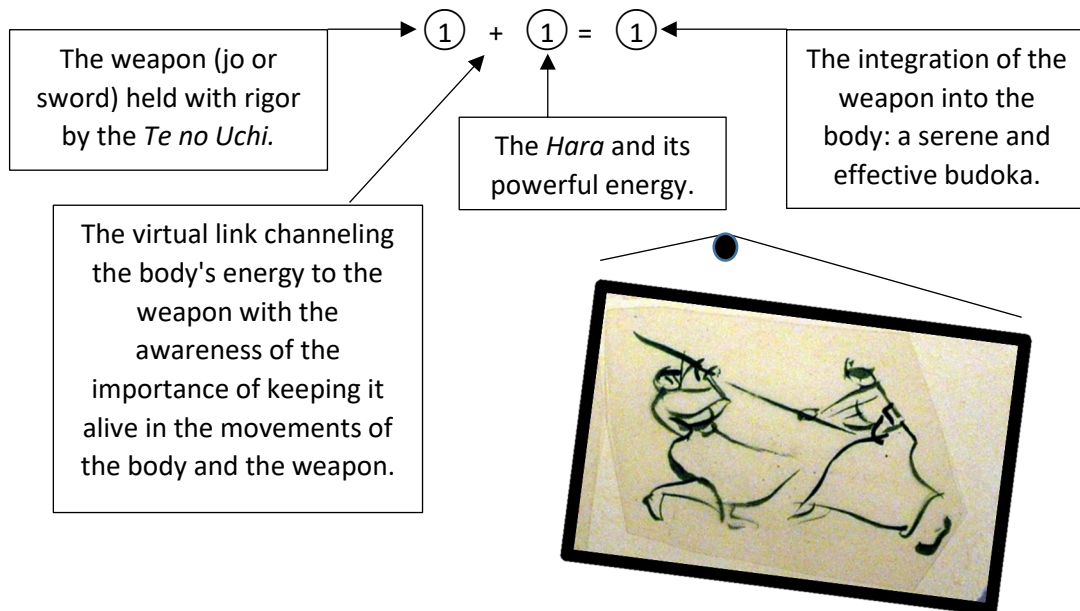 1 + 1 = 1
The weapon (jo or
sword) held with rigor
by the Te no Uchi.
The Hara and its
powerful energy.
The integration of the
weapon into the
body: a serene and
effective budoka.
The virtual link channeling
the body's energy to the
weapon with the
awareness of the
importance of keeping it
alive in the movements of
the body and the weapon.